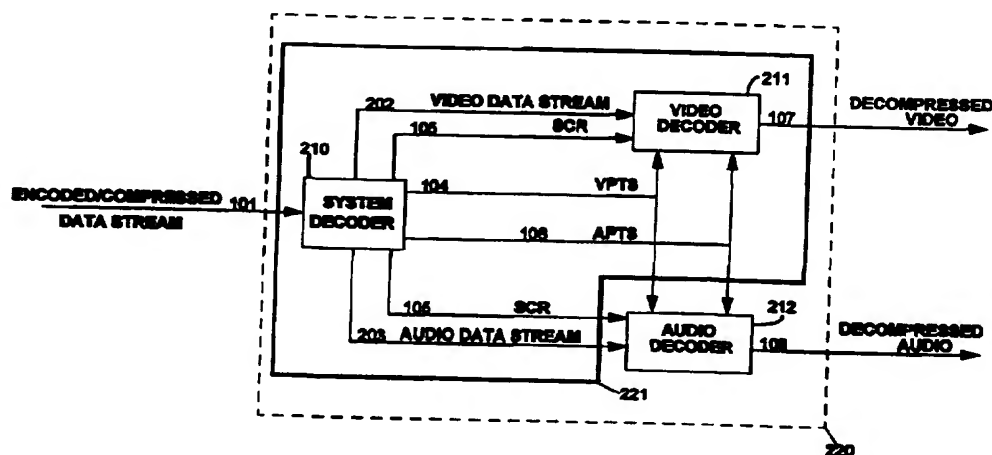 211
202
VIDEO DATA STREAM
VIDEO
DECODER
107
DECOMPRESSED
VIDEO
105
SCR
210
ENCODED/COMPRESSED
101
DATA STREAM
SYSTEM
DECODER
104
VPTS
106
APTS
105
SCR
203
AUDIO DATA STREAM
AUDIO
DECODER
212
DECOMPRESSED
AUDIO
221
220